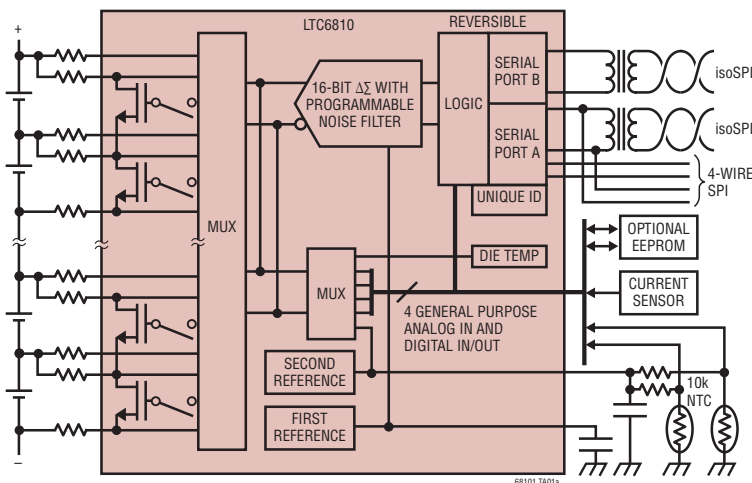 LTC6810
REVERSIBLE
+
16-BIT ΔΣ WITH
PROGRAMMABLE
NOISE FILTER
LOGIC
SERIAL
PORT B
SERIAL
PORT A
isoSPI
isoSPI
4-WIRE
SPI
UNIQUE ID
MUX
DIE TEMP
MUX
OPTIONAL
EEPROM
CURRENT
SENSOR
4 GENERAL PURPOSE
ANALOG IN AND
DIGITAL IN/OUT
SECOND
REFERENCE
10k
NTC
FIRST
REFERENCE
–
68101 TA01a